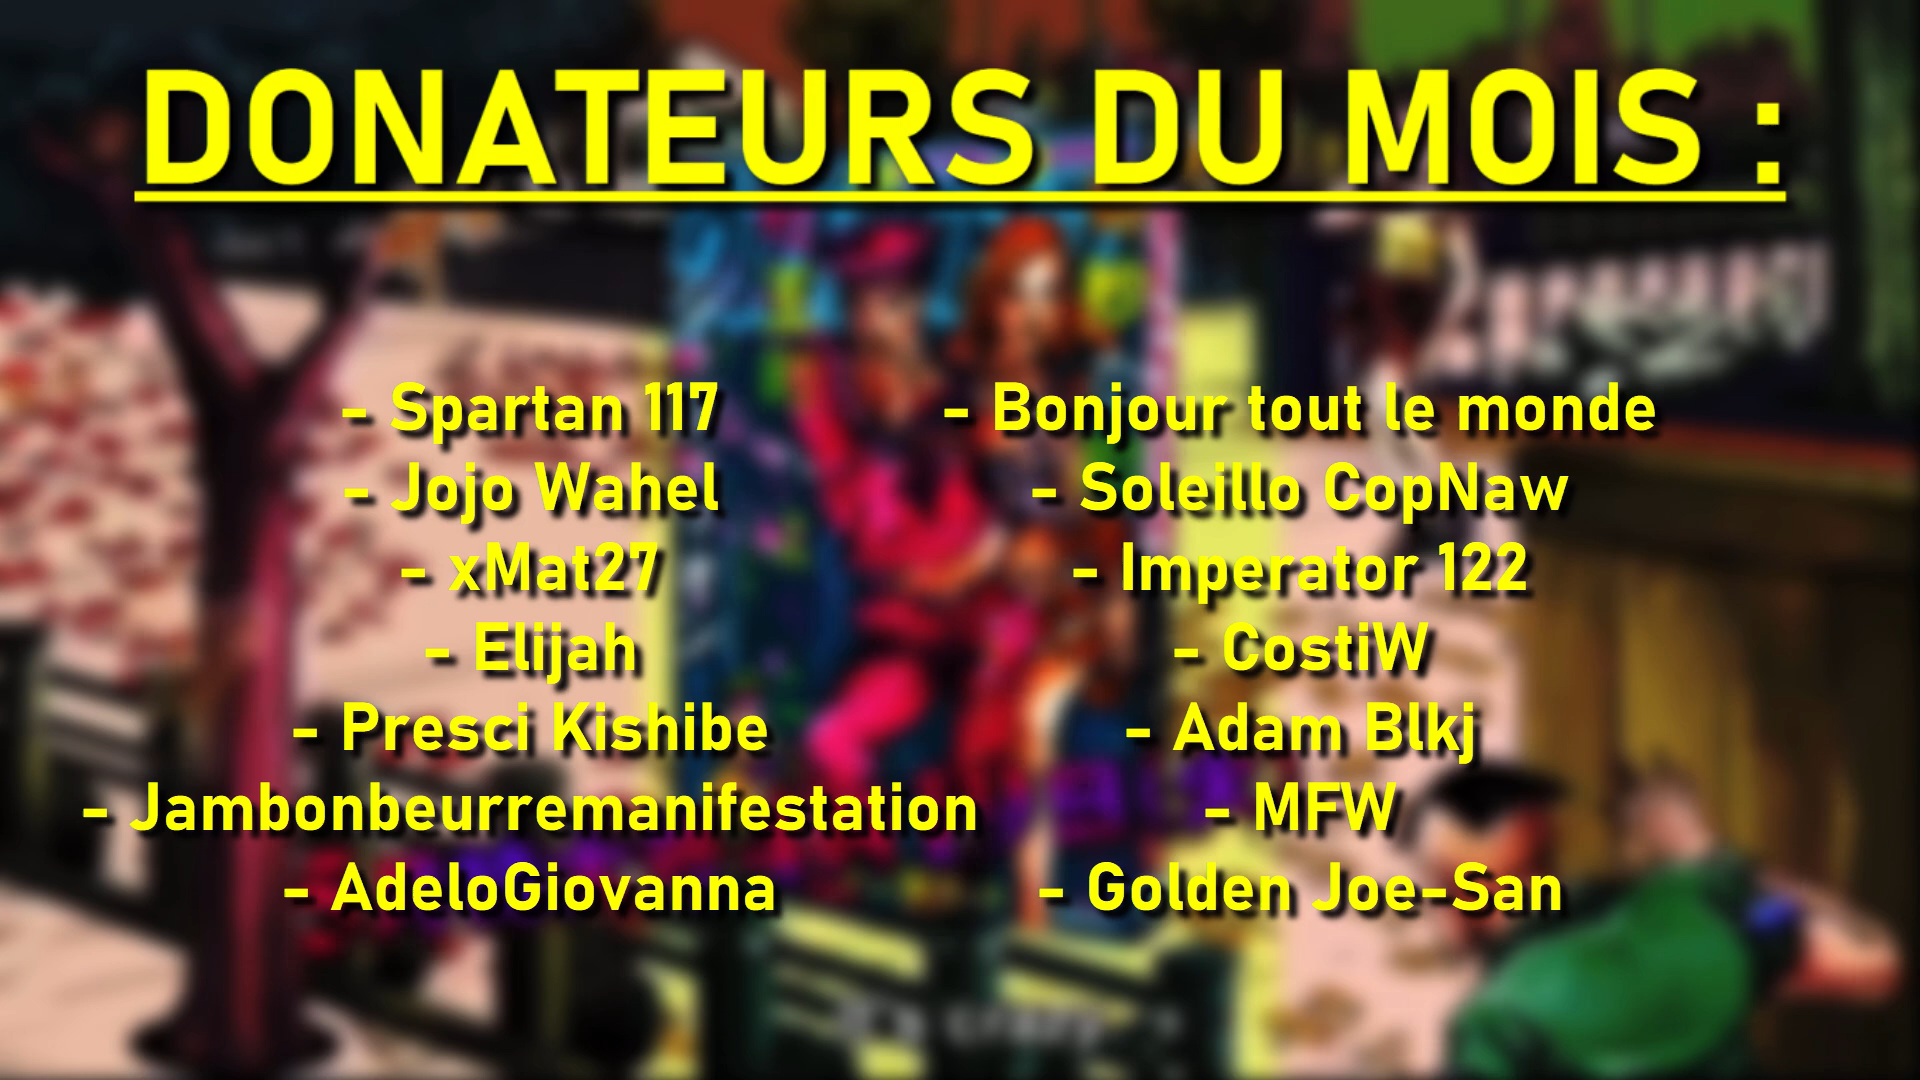 DONATEURS DU MOIS :
- Spartan 117
- Jojo Wahel
- xMat27
- Elijah
- Presci Kishibe
- Jambonbeurremanifestation
- AdeloGiovanna
- Bonjour tout le monde
- Soleillo CopNaw
- Imperator 122
- CostiW
- Adam Blkj
- MFW
- Golden Joe-San